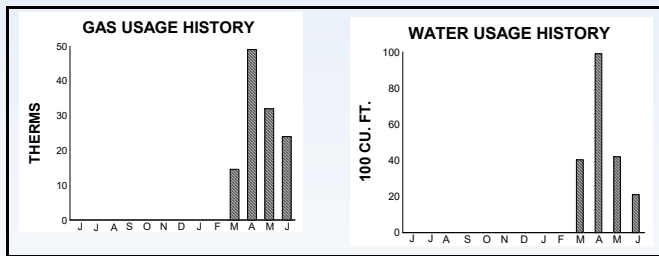 GAS USAGE HISTORY
THERMS
50
40
30
20
10
0
J J A S O N D J F M A M J
WATER USAGE HISTORY
100 CU. FT.
100
80
60
40
20
0
J J A S O N D J F M A M J